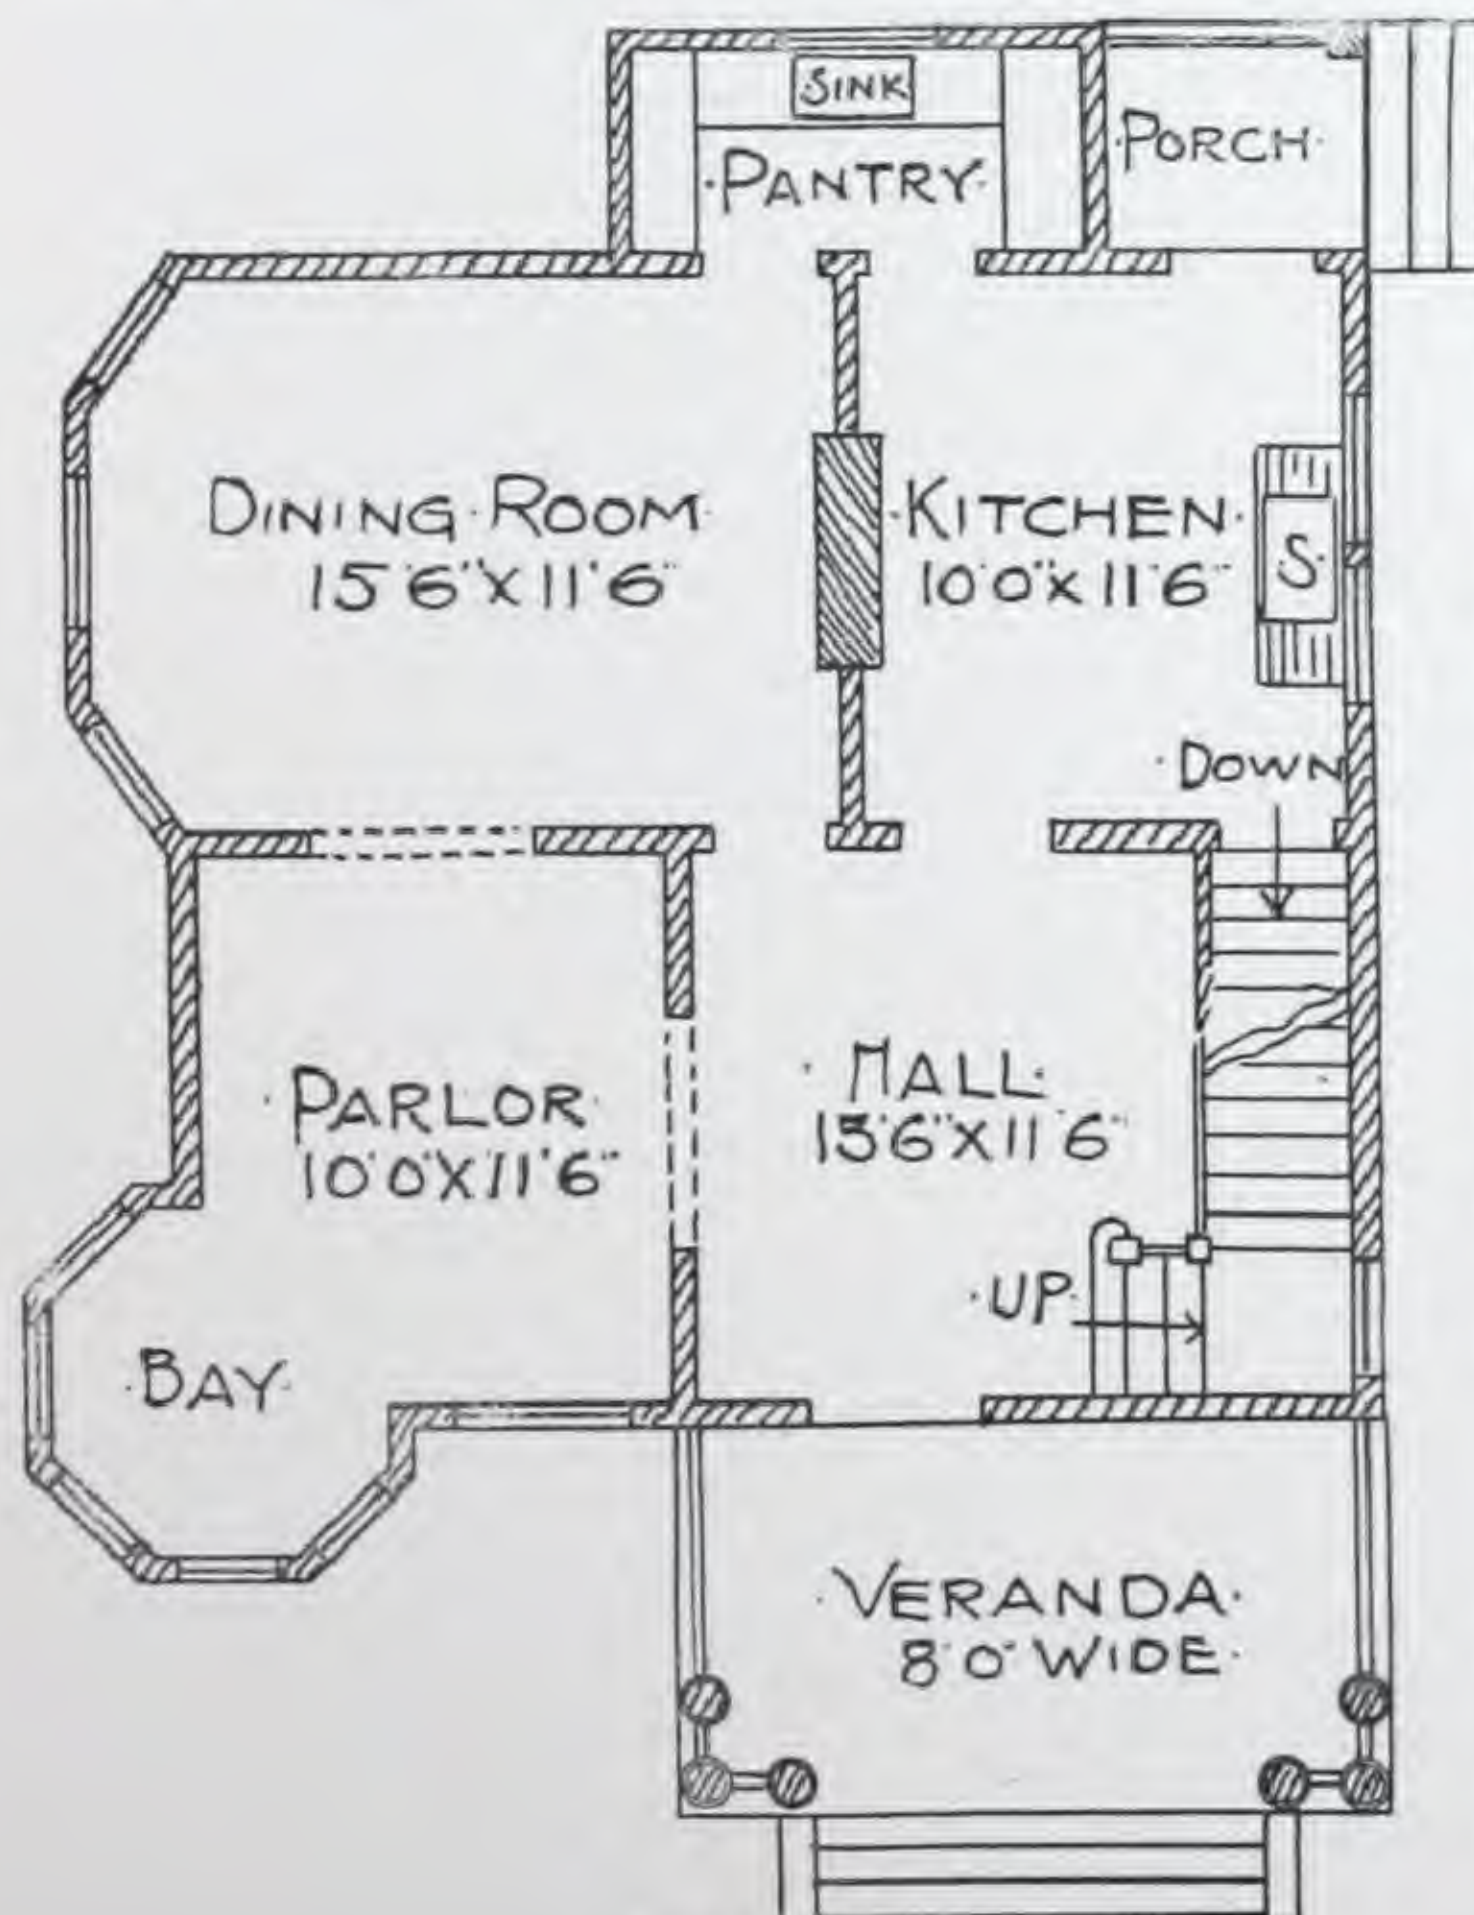 SINK
·PANTRY·
·PORCH·
DINING·ROOM·
15'6"X11'6"
·KITCHEN·
10'0"X11'6"
S.
·DOWN
·HALL·
13'6"X11'6"
·PARLOR·
10'0"X11'6"
·UP·
·BAY·
·VERANDA·
8'0"WIDE·